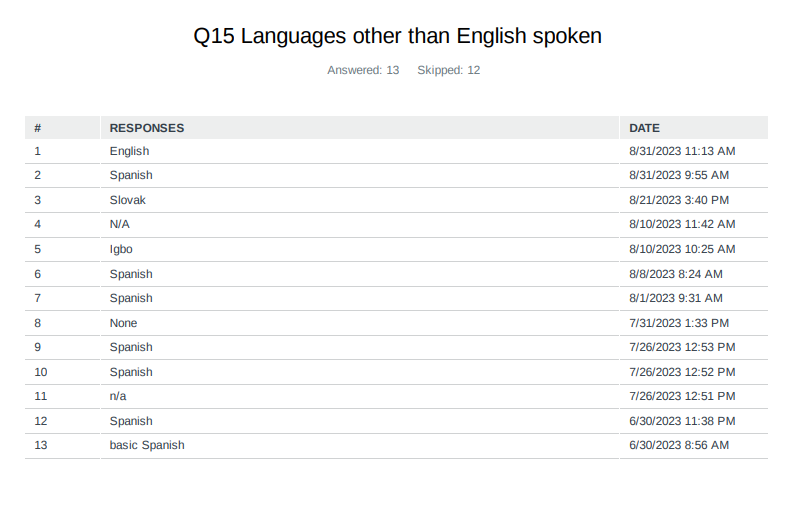 Q15 Languages other than English spoken
Answered: 13 Skipped: 12
# RESPONSES DATE
1 English 8/31/2023 11:13 AM
2 Spanish 8/31/2023 9:55 AM
3 Slovak 8/21/2023 3:40 PM
4 N/A 8/10/2023 11:42 AM
5 Igbo 8/10/2023 10:25 AM
6 Spanish 8/8/2023 8:24 AM
7 Spanish 8/1/2023 9:31 AM
8 None 7/31/2023 1:33 PM
9 Spanish 7/26/2023 12:53 PM
10 Spanish 7/26/2023 12:52 PM
11 n/a 7/26/2023 12:51 PM
12 Spanish 6/30/2023 11:38 PM
13 basic Spanish 6/30/2023 8:56 AM